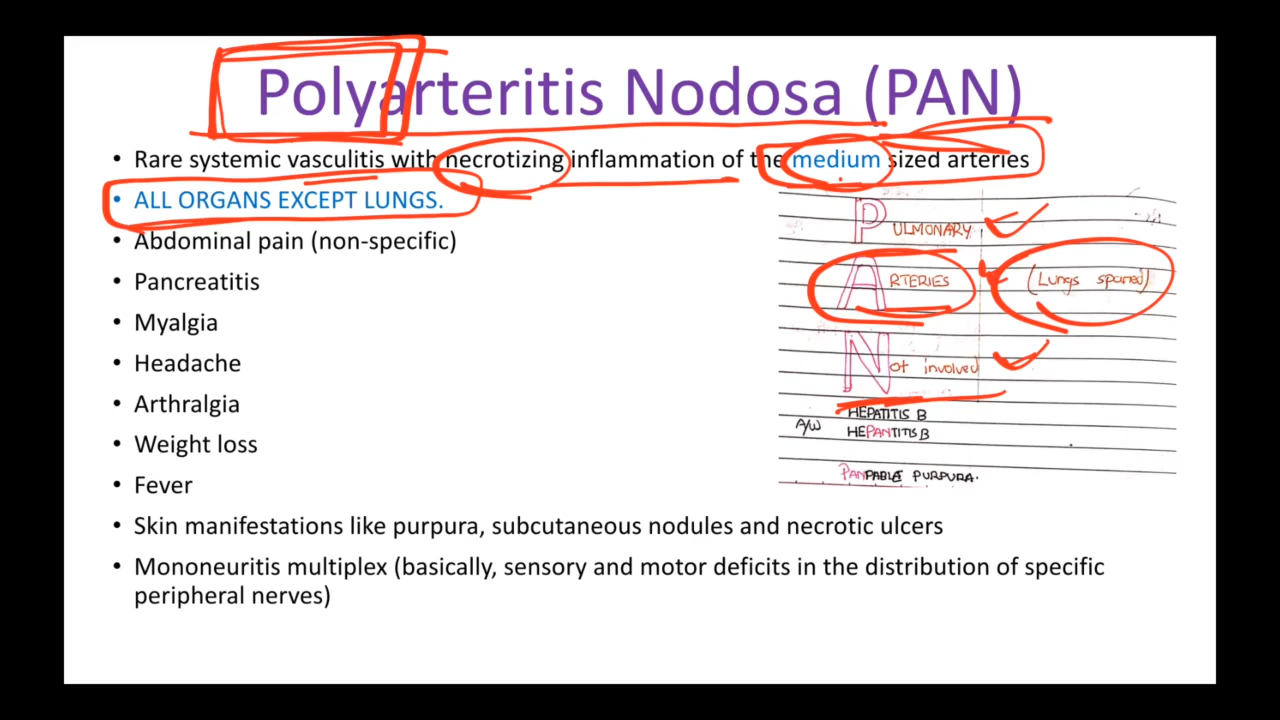 Polyarteritis Nodosa (PAN)
• Rare systemic vasculitis with necrotizing inflammation of the medium sized arteries
• ALL ORGANS EXCEPT LUNGS.
• Abdominal pain (non-specific)
• Pancreatitis
• Myalgia
• Headache
• Arthralgia
• Weight loss
• Fever
• Skin manifestations like purpura, subcutaneous nodules and necrotic ulcers
• Mononeuritis multiplex (basically, sensory and motor deficits in the distribution of specific
peripheral nerves)
PULMONARY
ARTERIES (Lungs spared)
Not involved
HEPATITIS B
A/W HEPANTITIS B
PANPABLE PURPURA.